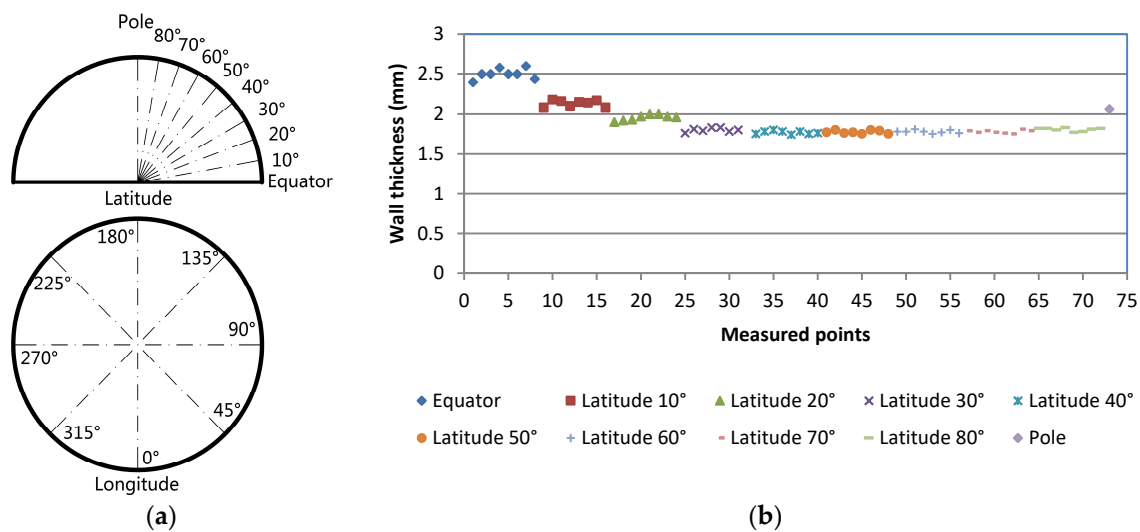 Pole
80°
70°
60°
50°
40°
30°
20°
10°
Equator
Latitude
180°
135°
225°
90°
270°
45°
315°
0°
Longitude
(a)
Wall thickness (mm)
3
2.5
2
1.5
1
0.5
0
0 5 10 15 20 25 30 35 40 45 50 55 60 65 70 75
Measured points
Equator Latitude 10° Latitude 20° Latitude 30° Latitude 40°
Latitude 50° Latitude 60° Latitude 70° Latitude 80° Pole
(b)